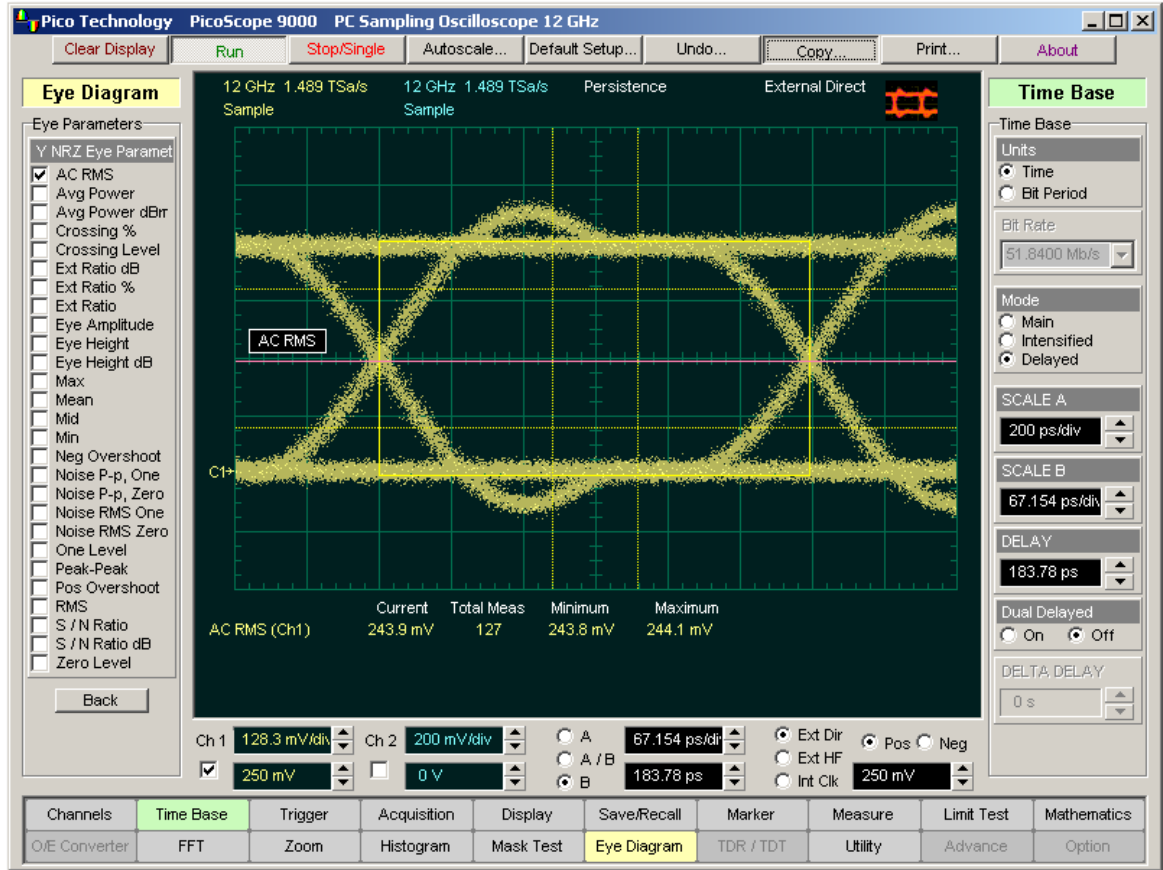 Pico Technology PicoScope 9000 PC Sampling Oscilloscope 12 GHz
Clear Display Run Stop/Single Autoscale... Default Setup... Undo... Copy... Print... About
Eye Diagram
Eye Parameters
Y NRZ Eye Paramet
AC RMS
Avg Power
Avg Power dBm
Crossing %
Crossing Level
Ext Ratio dB
Ext Ratio %
Ext Ratio
Eye Amplitude
Eye Height
Eye Height dB
Max
Mean
Mid
Min
Neg Overshoot
Noise P-p, One
Noise P-p, Zero
Noise RMS One
Noise RMS Zero
One Level
Peak-Peak
Pos Overshoot
RMS
S / N Ratio
S / N Ratio dB
Zero Level
Back
12 GHz 1.489 TSa/s 12 GHz 1.489 TSa/s Persistence External Direct
Sample Sample
AC RMS
C1
Current Total Meas Minimum Maximum
AC RMS (Ch1) 243.9 mV 127 243.8 mV 244.1 mV
Time Base
Time Base
Units
Time
Bit Period
Bit Rate
51.8400 Mb/s
Mode
Main
Intensified
Delayed
SCALE A
200 ps/div
SCALE B
67.154 ps/div
DELAY
183.78 ps
Dual Delayed
On Off
DELTA DELAY
0 s
Ch 1 128.3 mV/div Ch 2 200 mV/div A 67.154 ps/div Ext Dir Pos Neg
A / B Ext HF
250 mV 0 V B 183.78 ps Int Clk 250 mV
Channels Time Base Trigger Acquisition Display Save/Recall Marker Measure Limit Test Mathematics
O/E Converter FFT Zoom Histogram Mask Test Eye Diagram TDR / TDT Utility Advance Option